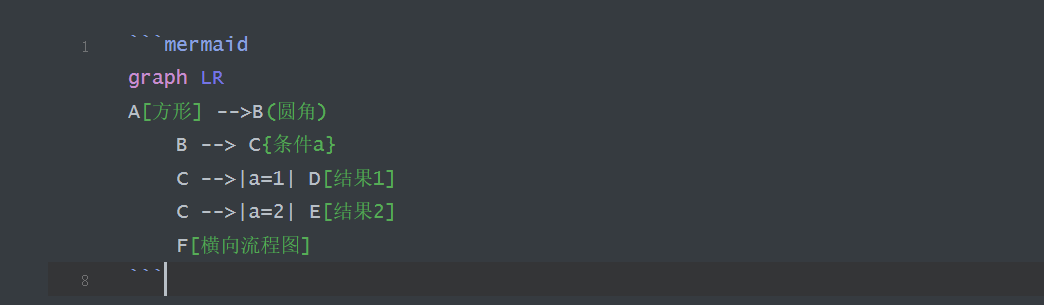 1 ```mermaid
graph LR
A[方形] -->B(圆角)
    B --> C{条件a}
    C -->|a=1| D[结果1]
    C -->|a=2| E[结果2]
    F[横向流程图]
8 ```